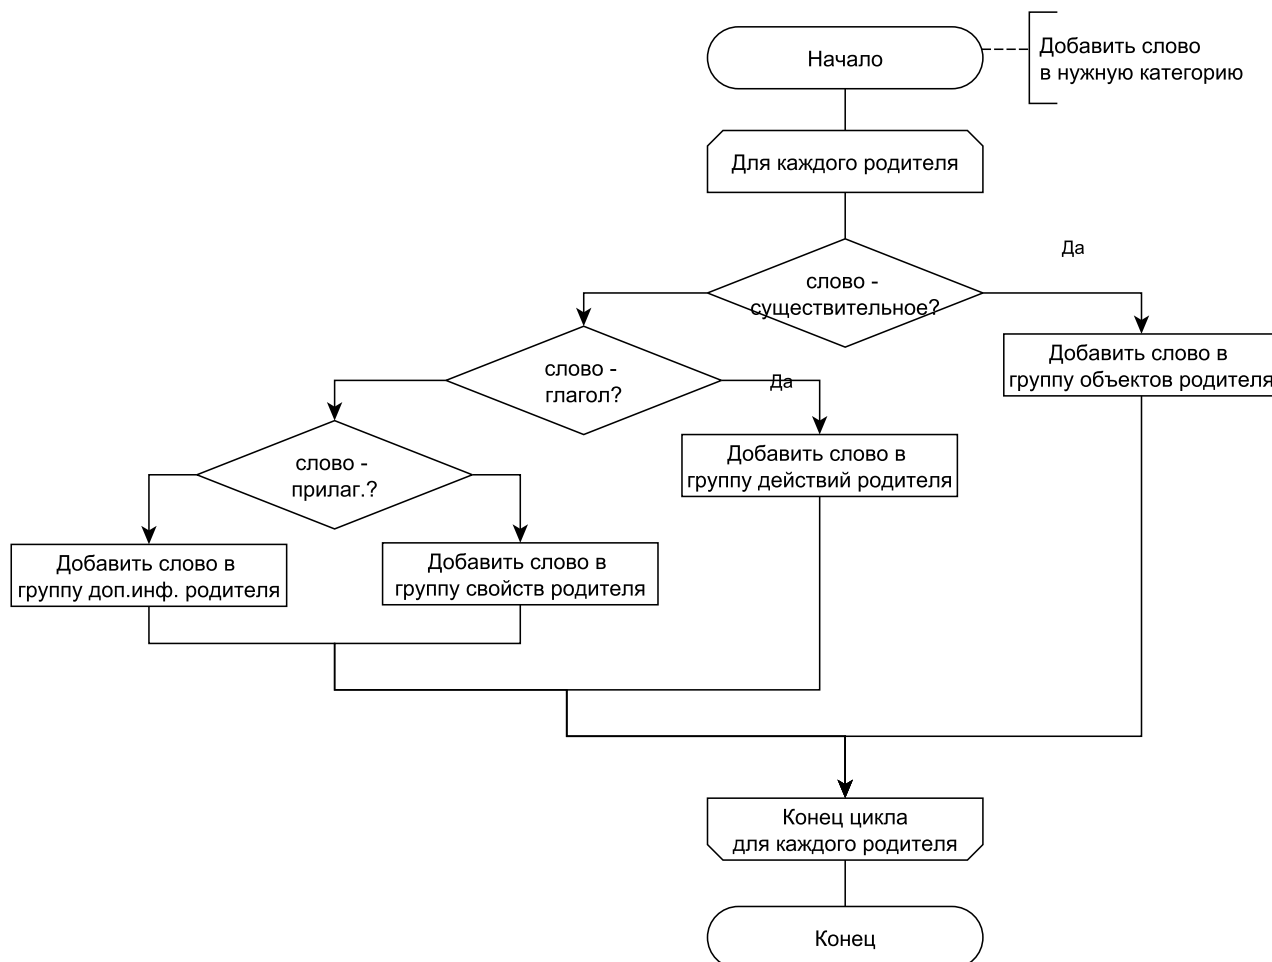 Начало
Добавить слово
в нужную категорию
Для каждого родителя
Да
слово -
существительное?
Добавить слово в
группу объектов родителя
слово -
глагол?
Да
Добавить слово в
группу действий родителя
слово -
прилаг.?
Добавить слово в
группу доп.инф. родителя
Добавить слово в
группу свойств родителя
Конец цикла
для каждого родителя
Конец